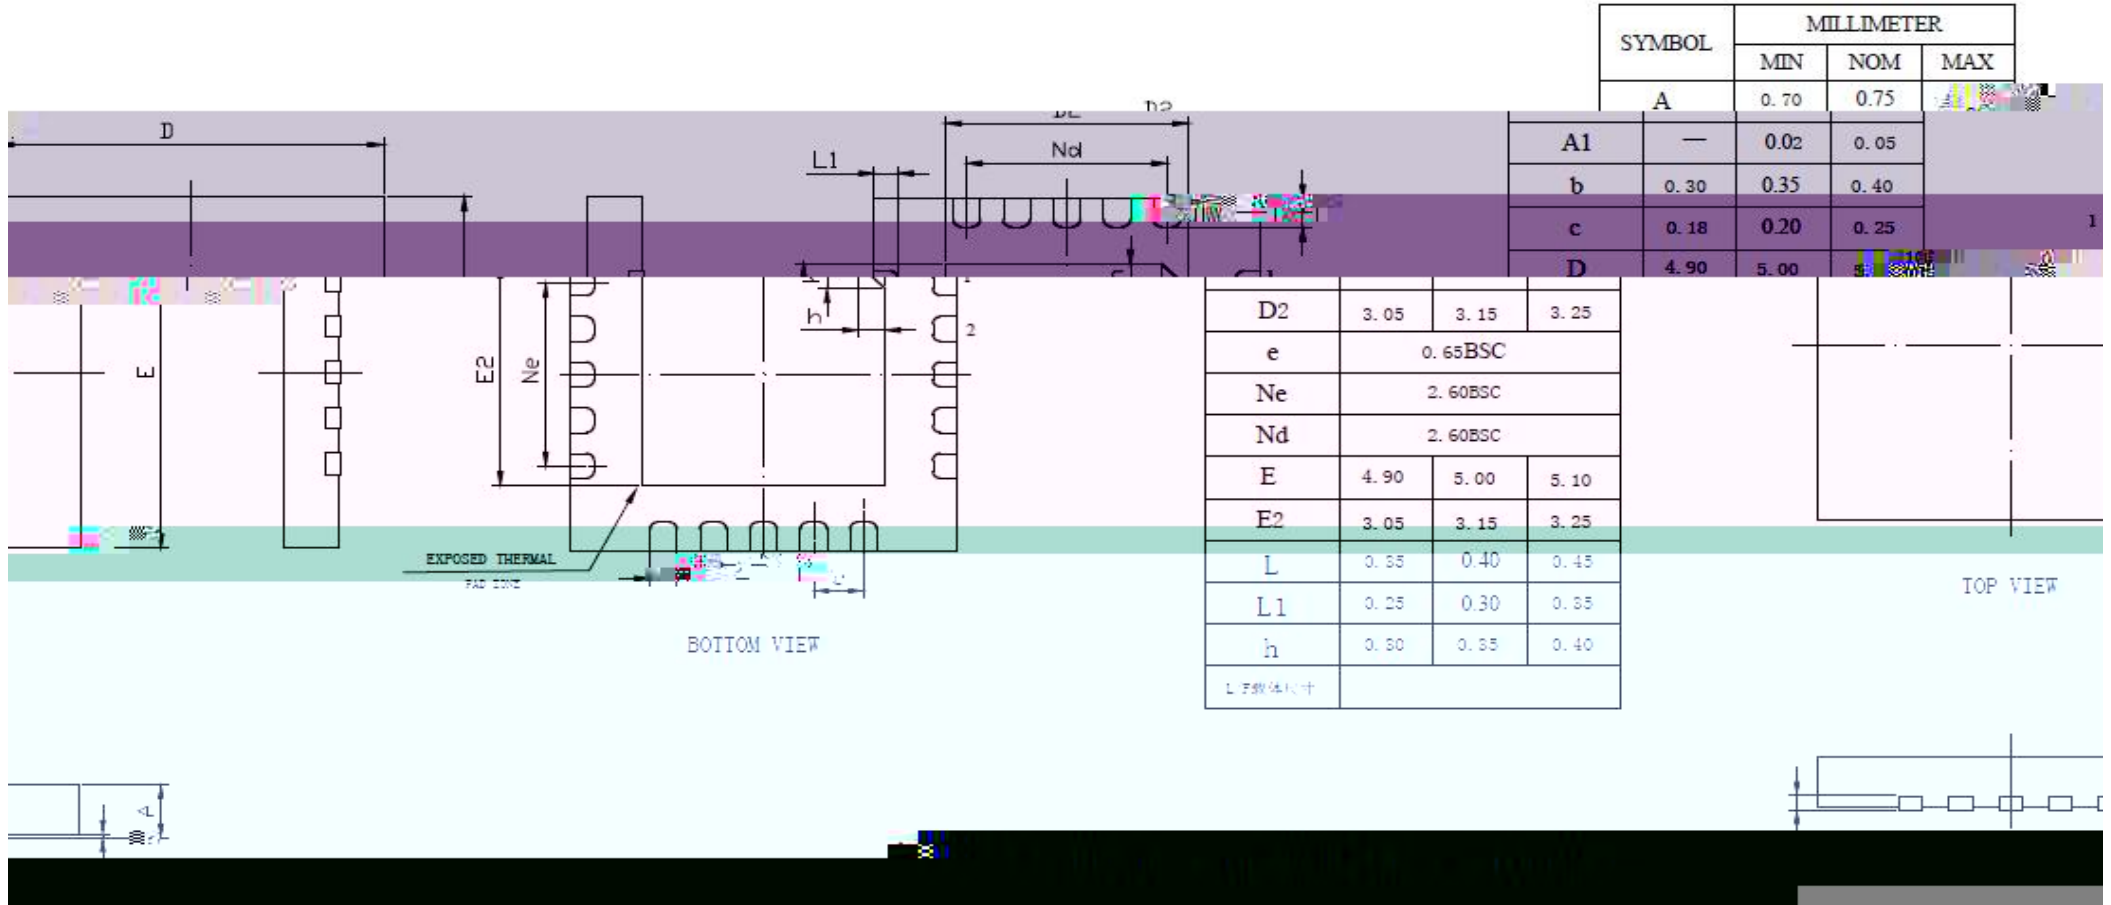 SYMBOL MILLIMETER
MIN NOM MAX
A 0.70 0.75
D2
D
Nd
L1
A1 — 0.02 0.05
b 0.30 0.35 0.40
c 0.18 0.20 0.25
1
D 4.90 5.00
D2 3.05 3.15 3.25
e 0.65BSC
Ne 2.60BSC
Nd 2.60BSC
E 4.90 5.00 5.10
E2 3.05 3.15 3.25
L 0.35 0.40 0.45
L1 0.25 0.30 0.35
h 0.30 0.35 0.40
h
2
E
E2
Ne
EXPOSED THERMAL
PAD ZONE
BOTTOM VIEW
TOP VIEW
A